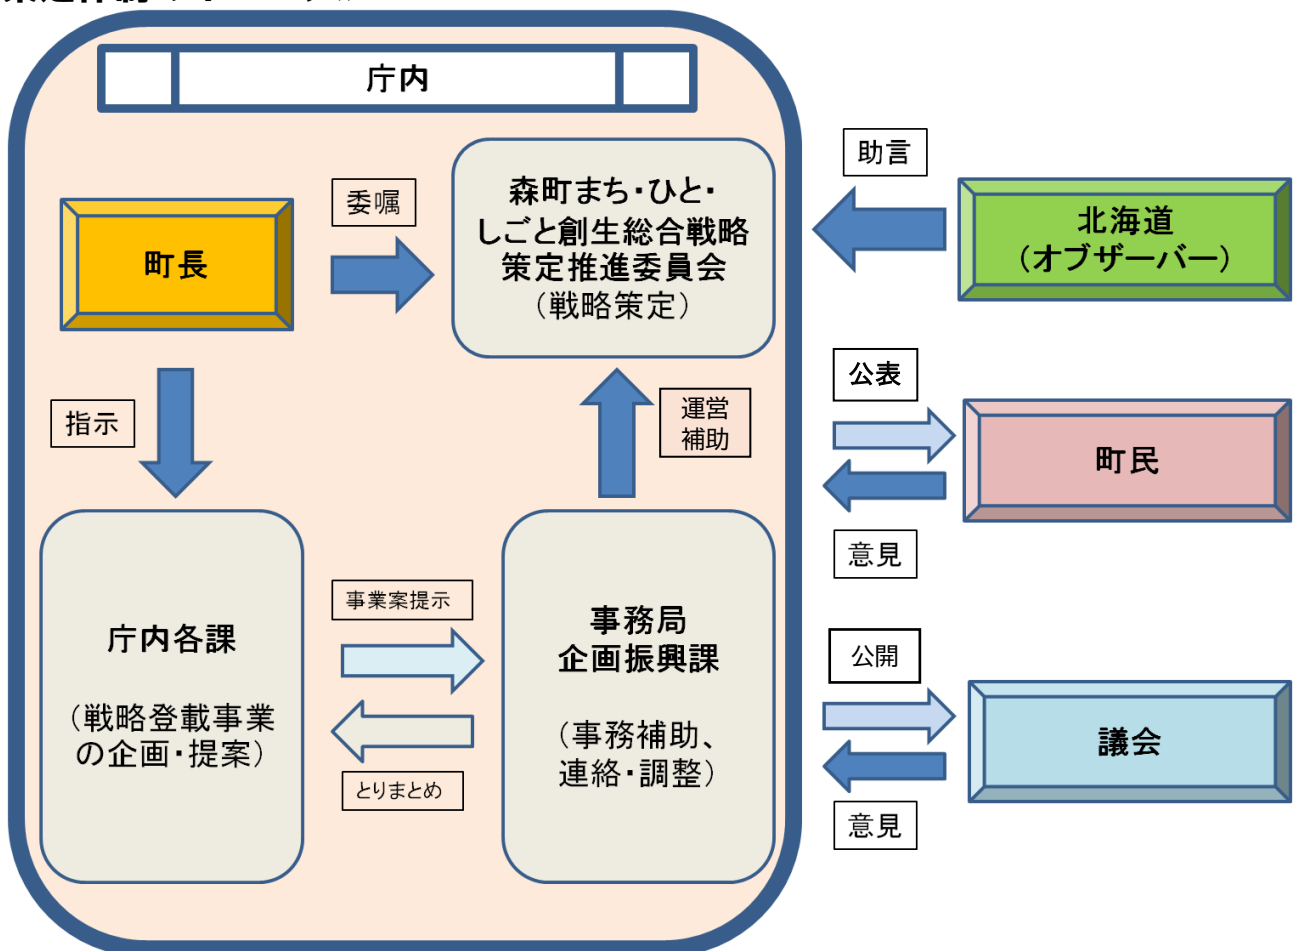 庁内
助言
森町まち・ひと・
しごと創生総合戦略
策定推進委員会
（戦略策定）
委嘱
町長
北海道
（オブザーバー）
公表
指示
運営
補助
町民
意見
事業案提示
庁内各課
（戦略登載事業
の企画・提案）
事務局
企画振興課
（事務補助、
連絡・調整）
とりまとめ
公開
議会
意見